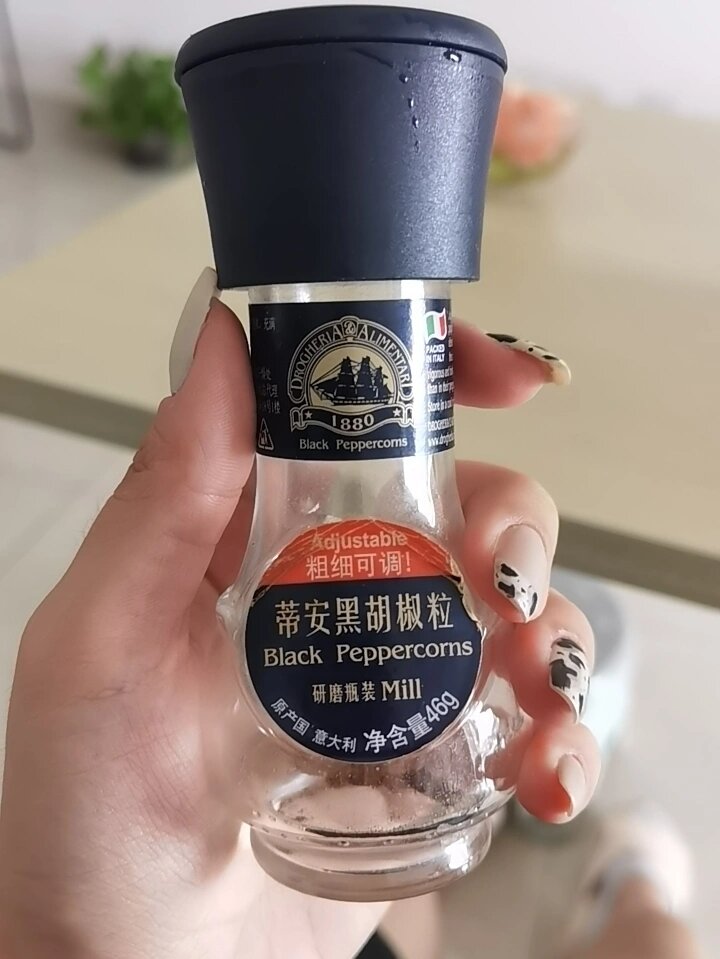 DROGHERIA & ALIMENTARI
1880
Black Peppercorns
PACKED
IN ITALY
Adjustable
粗细可调!
蒂安黑胡椒粒
Black Peppercorns
研磨瓶装 Mill
原产国 意大利 净含量46g